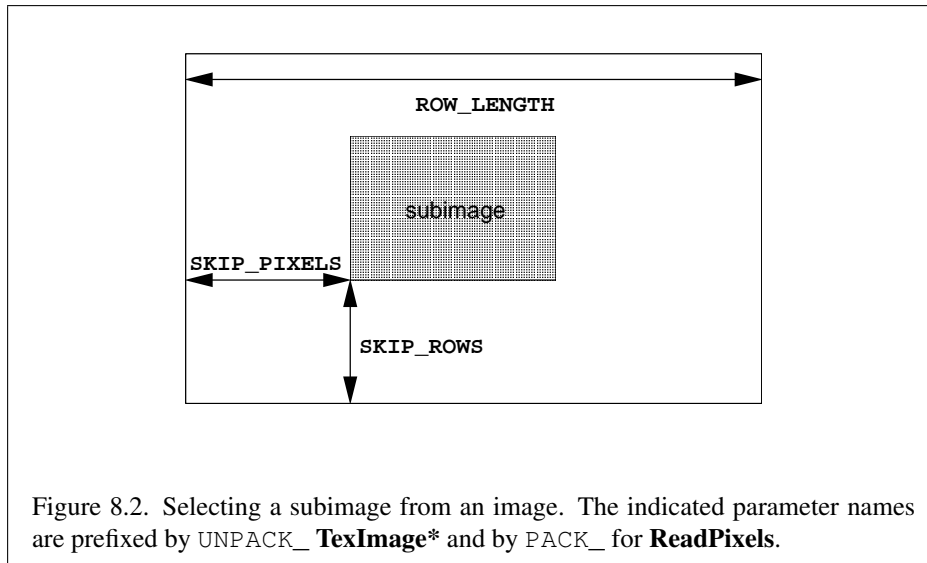 ROW_LENGTH
subimage
SKIP_PIXELS
SKIP_ROWS
Figure 8.2. Selecting a subimage from an image. The indicated parameter names
are prefixed by UNPACK_ TexImage* and by PACK_ for ReadPixels.